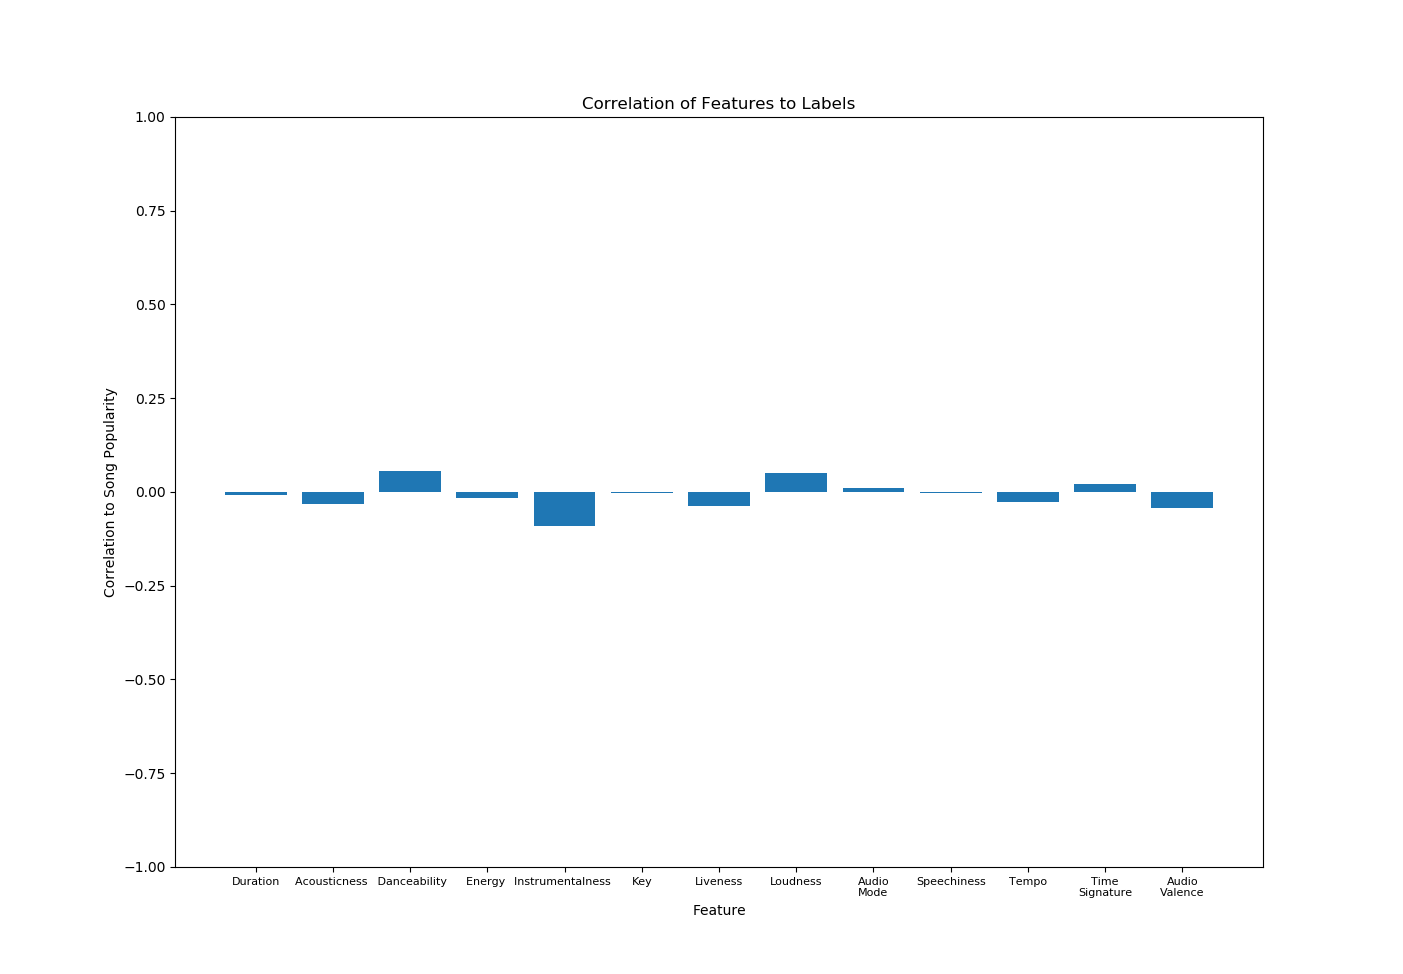 Correlation of Features to Labels
1.00
0.75
0.50
0.25
0.00
−0.25
−0.50
−0.75
−1.00
Correlation to Song Popularity
Duration Acousticness Danceability Energy Instrumentalness Key Liveness Loudness Audio Mode Speechiness Tempo Time Signature Audio Valence
Feature